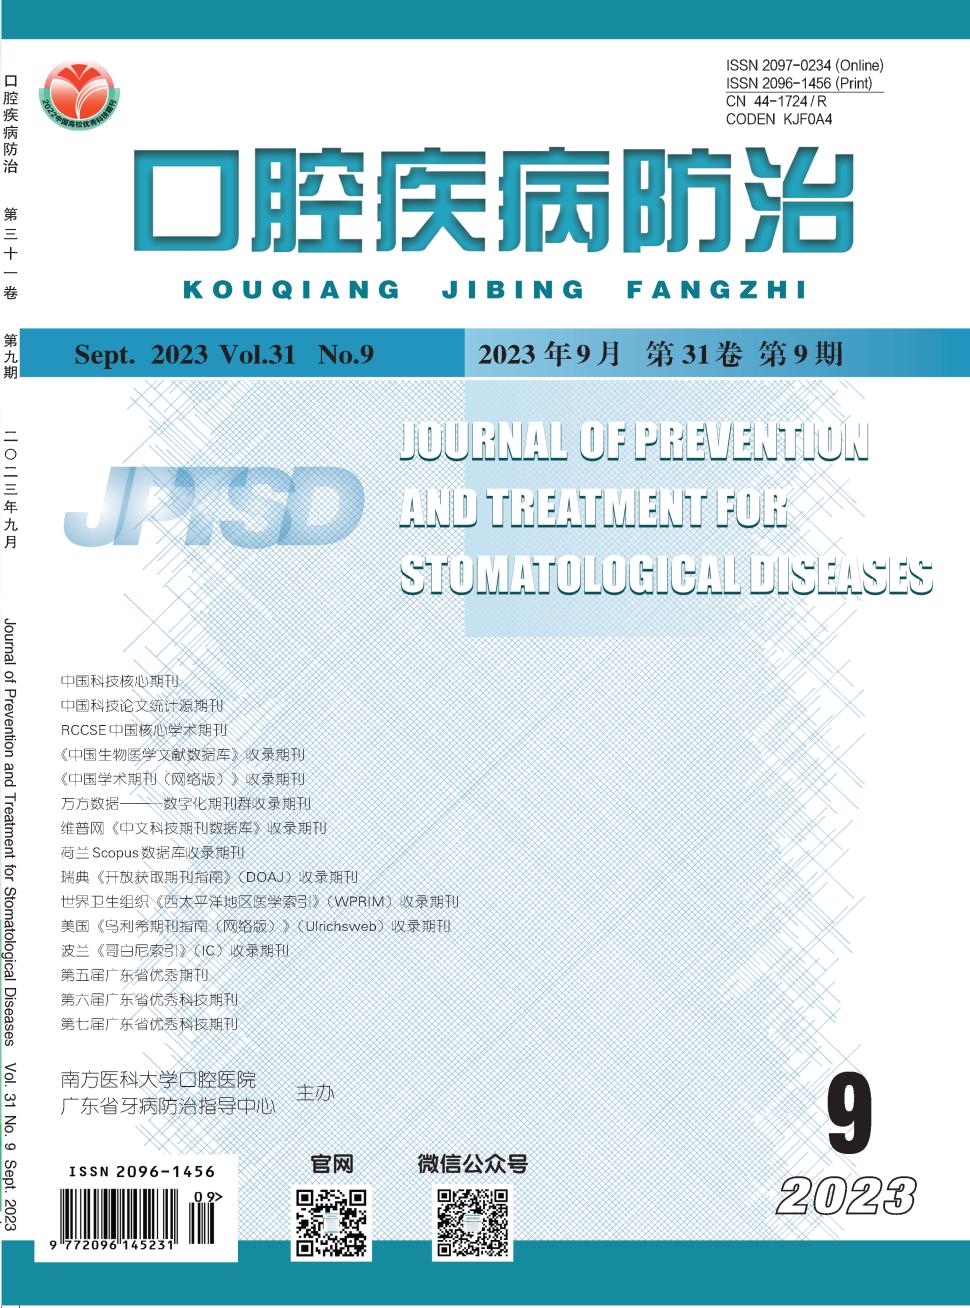 口腔疾病防治 第三十一卷 第九期 二〇二三年九月 Journal of Prevention and Treatment for Stomatological Diseases Vol. 31 No. 9 Sept. 2023
2022中国高校优秀科技期刊
ISSN 2097-0234 (Online)
ISSN 2096-1456 (Print)
CN 44-1724/R
CODEN KJF0A4
口腔疾病防治
KOUQIANG JIBING FANGZHI
Sept. 2023 Vol.31 No.9
2023年9月 第31卷 第9期
JPTSD
JOURNAL OF PREVENTION
AND TREATMENT FOR
STOMATOLOGICAL DISEASES
中国科技核心期刊
中国科技论文统计源期刊
RCCSE中国核心学术期刊
《中国生物医学文献数据库》收录期刊
《中国学术期刊（网络版）》收录期刊
万方数据——数字化期刊群收录期刊
维普网《中文科技期刊数据库》收录期刊
荷兰Scopus数据库收录期刊
瑞典《开放获取期刊指南》（DOAJ）收录期刊
世界卫生组织《西太平洋地区医学索引》（WPRIM）收录期刊
美国《乌利希期刊指南（网络版）》（Ulrichsweb）收录期刊
波兰《哥白尼索引》（IC）收录期刊
第五届广东省优秀期刊
第六届广东省优秀科技期刊
第七届广东省优秀科技期刊
南方医科大学口腔医院
广东省牙病防治指导中心
主办
9
2023
ISSN 2096-1456
09>
9 772096 145231
官网
微信公众号